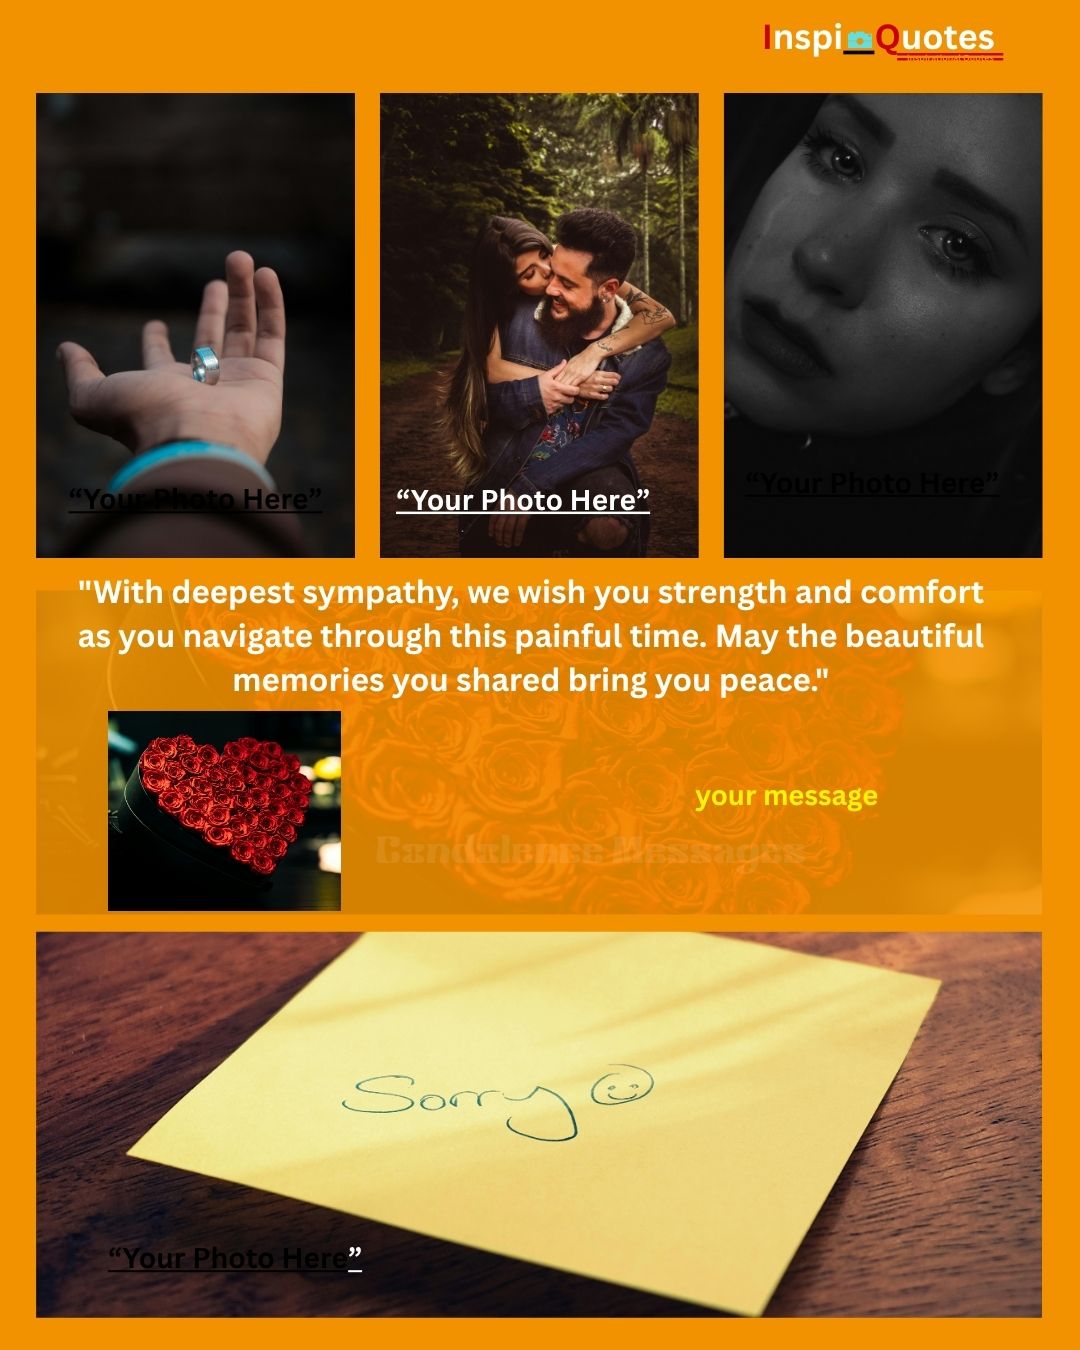 InspiQuotes
Inspirational Quotes
“Your Photo Here”
“Your Photo Here”
“Your Photo Here”
"With deepest sympathy, we wish you strength and comfort
as you navigate through this painful time. May the beautiful
memories you shared bring you peace."
your message
Condolence Messages
Sorry
“Your Photo Here”